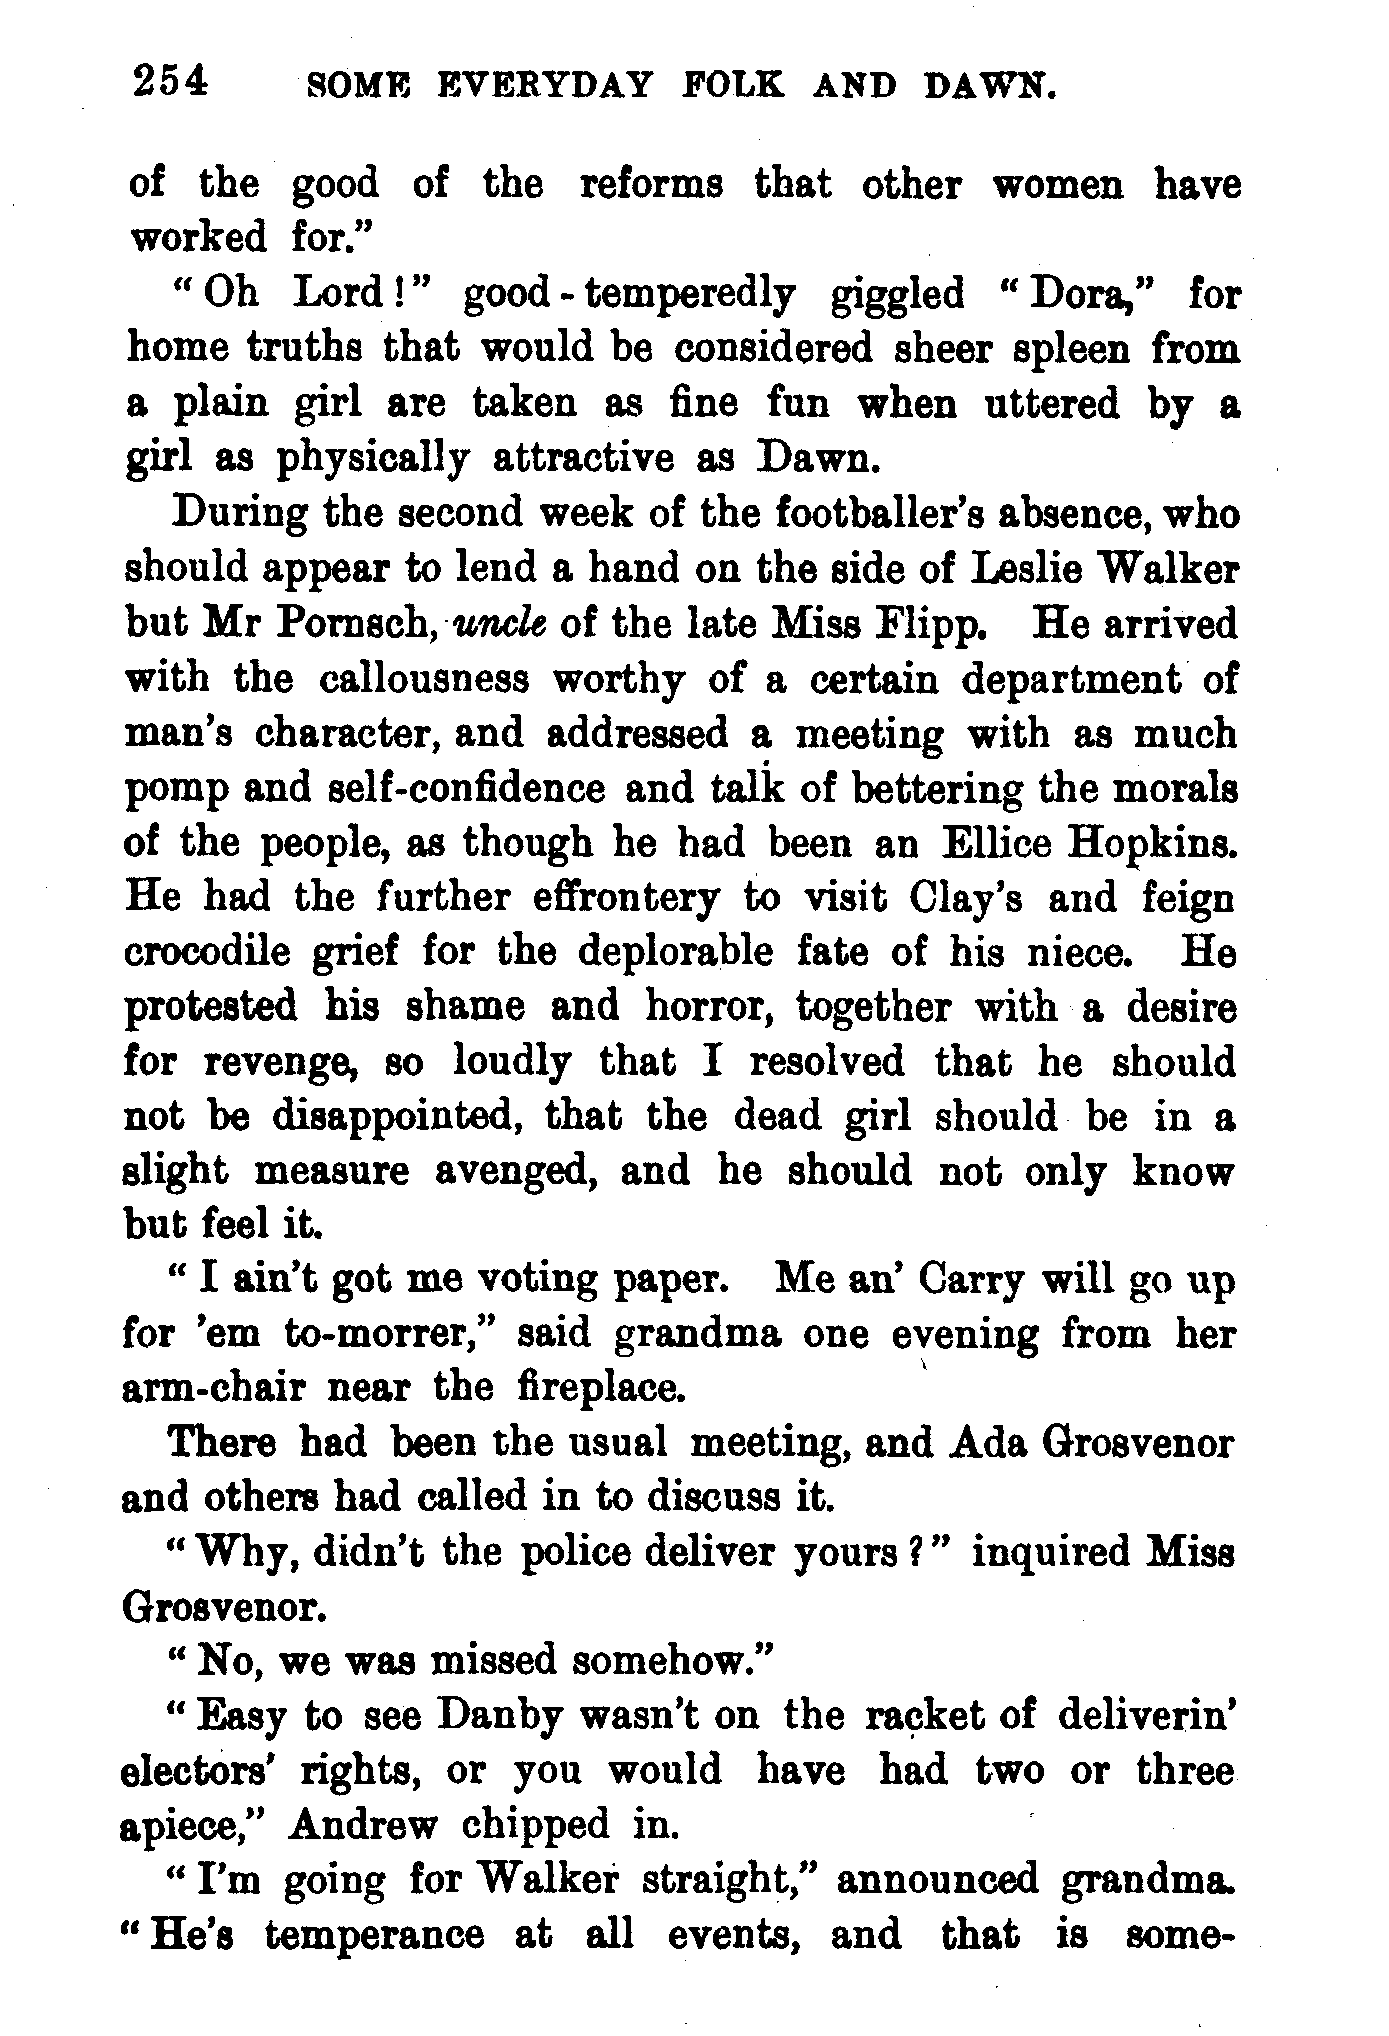 254 SOME EVERYDAY FOLK AND DAWN.
of the good of the reforms that other women have
worked for.”
“Oh Lord!” good-temperedly giggled “Dora,” for
home truths that would be considered sheer spleen from
a plain girl are taken as fine fun when uttered by a
girl as physically attractive as Dawn.
During the second week of the footballer’s absence, who
should appear to lend a hand on the side of Leslie Walker
but Mr Pornsch, uncle of the late Miss Flipp. He arrived
with the callousness worthy of a certain department of
man’s character, and addressed a meeting with as much
pomp and self-confidence and talk of bettering the morals
of the people, as though he had been an Ellice Hopkins.
He had the further effrontery to visit Clay’s and feign
crocodile grief for the deplorable fate of his niece. He
protested his shame and horror, together with a desire
for revenge, so loudly that I resolved that he should
not be disappointed, that the dead girl should be in a
slight measure avenged, and he should not only know
but feel it.
“I ain’t got me voting paper. Me an’ Carry will go up
for ’em to-morrer,” said grandma one evening from her
arm-chair near the fireplace.
There had been the usual meeting, and Ada Grosvenor
and others had called in to discuss it.
“Why, didn’t the police deliver yours?” inquired Miss
Grosvenor.
“No, we was missed somehow.”
“Easy to see Danby wasn’t on the racket of deliverin’
electors’ rights, or you would have had two or three
apiece,” Andrew chipped in.
“I’m going for Walker straight,” announced grandma.
“He’s temperance at all events, and that is some-